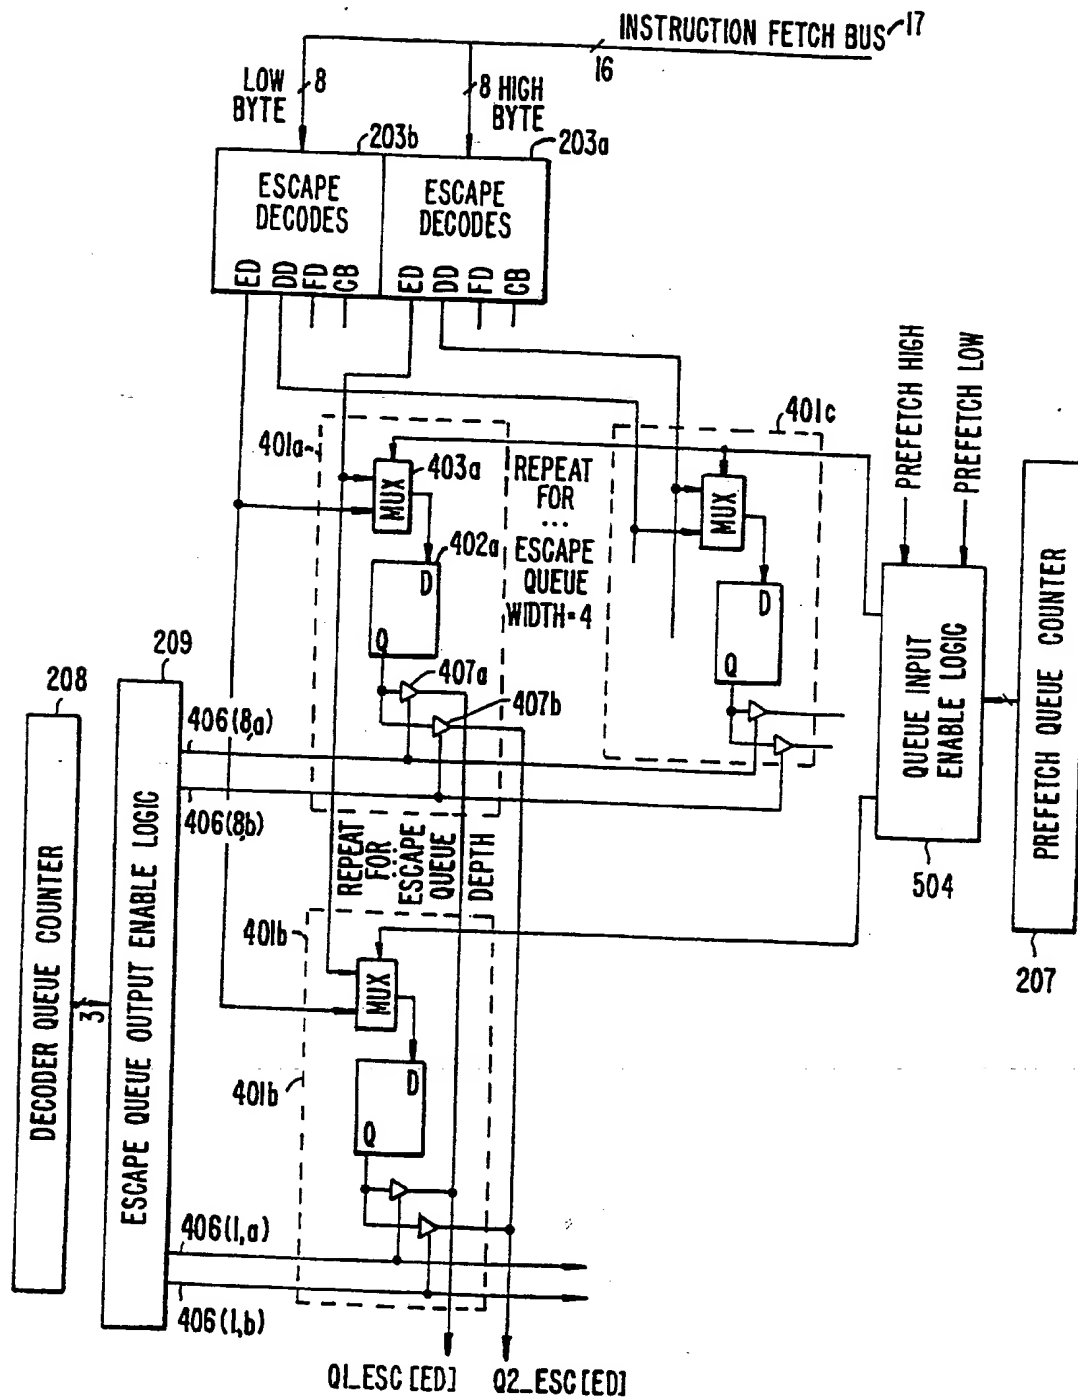 INSTRUCTION FETCH BUS 17
16
LOW
BYTE
8
8 HIGH
BYTE
203b
203a
ESCAPE
DECODES
ESCAPE
DECODES
ED
DD
FD
CB
ED
DD
FD
CB
PREFETCH HIGH
PREFETCH LOW
401a
401c
403a
MUX
MUX
REPEAT
FOR
...
ESCAPE
QUEUE
WIDTH=4
402a
D
Q
D
Q
407a
407b
208
209
406(8,a)
406(8,b)
DECODER QUEUE COUNTER
3
ESCAPE QUEUE OUTPUT ENABLE LOGIC
QUEUE INPUT
ENABLE LOGIC
504
PREFETCH QUEUE COUNTER
207
REPEAT
FOR
...
ESCAPE
QUEUE
DEPTH
401b
MUX
401b
D
Q
406(1,a)
406(1,b)
Q1_ESC [ED]
Q2_ESC [ED]